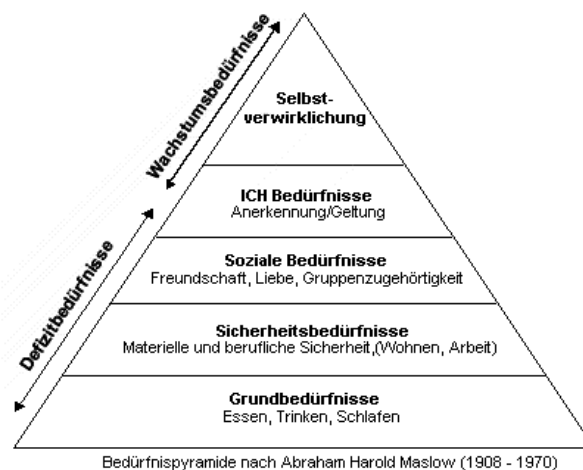 Wachstumsbedürfnisse
Defizitbedürfnisse
Selbst-
verwirklichung
ICH Bedürfnisse
Anerkennung/Geltung
Soziale Bedürfnisse
Freundschaft, Liebe, Gruppenzugehörtigkeit
Sicherheitsbedürfnisse
Materielle und berufliche Sicherheit,(Wohnen, Arbeit)
Grundbedürfnisse
Essen, Trinken, Schlafen
Bedürfnispyramide nach Abraham Harold Maslow (1908 - 1970)